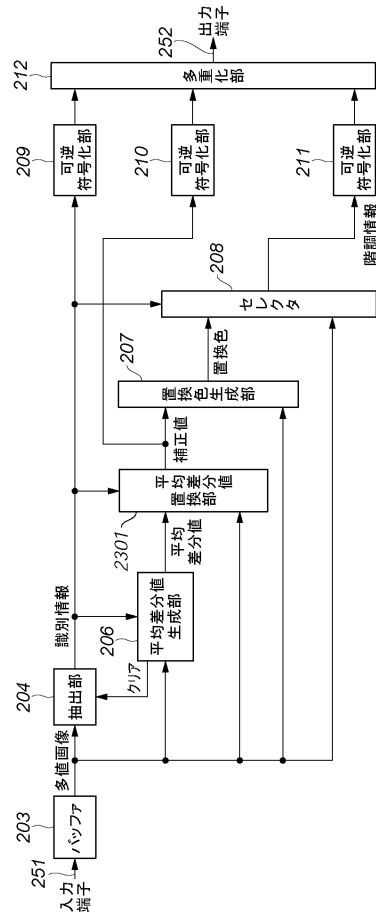 入力
端子
251
203
バッファ
多値画像
204
抽出部
識別情報
クリア
206
平均差分値
生成部
平均
差分値
2301
平均差分値
置換部
補正値
207
置換色生成部
置換色
208
セレクタ
階調情報
209
可逆
符号化部
210
可逆
符号化部
211
可逆
符号化部
212
多重化部
252
出力
端子